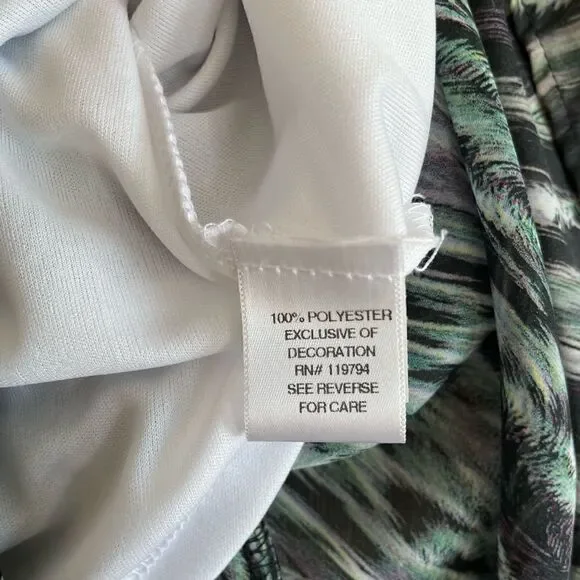 100% POLYESTER
EXCLUSIVE OF
DECORATION
RN# 119794
SEE REVERSE
FOR CARE